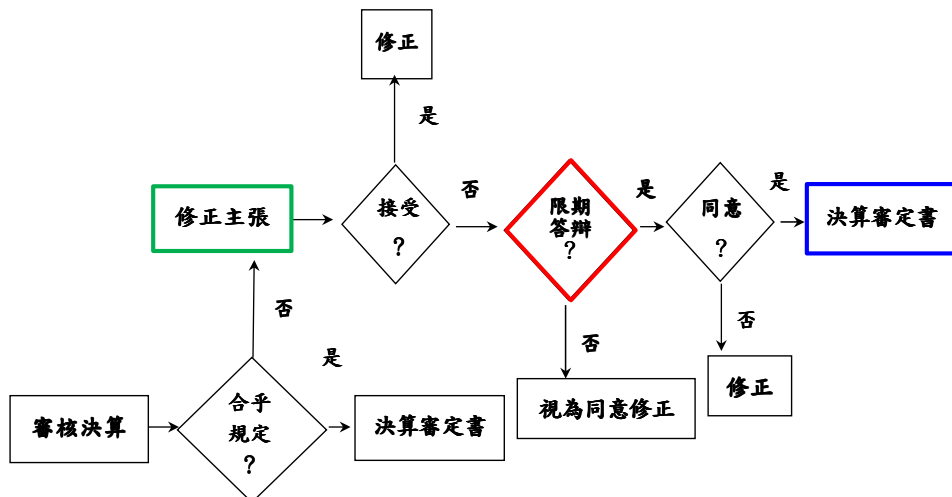 修正
是
修正主張
接受
?
否
限期
答辯
?
是
同意
?
是
決算審定書
否
是
否
否
審核決算
合乎
規定
?
決算審定書
視為同意修正
修正